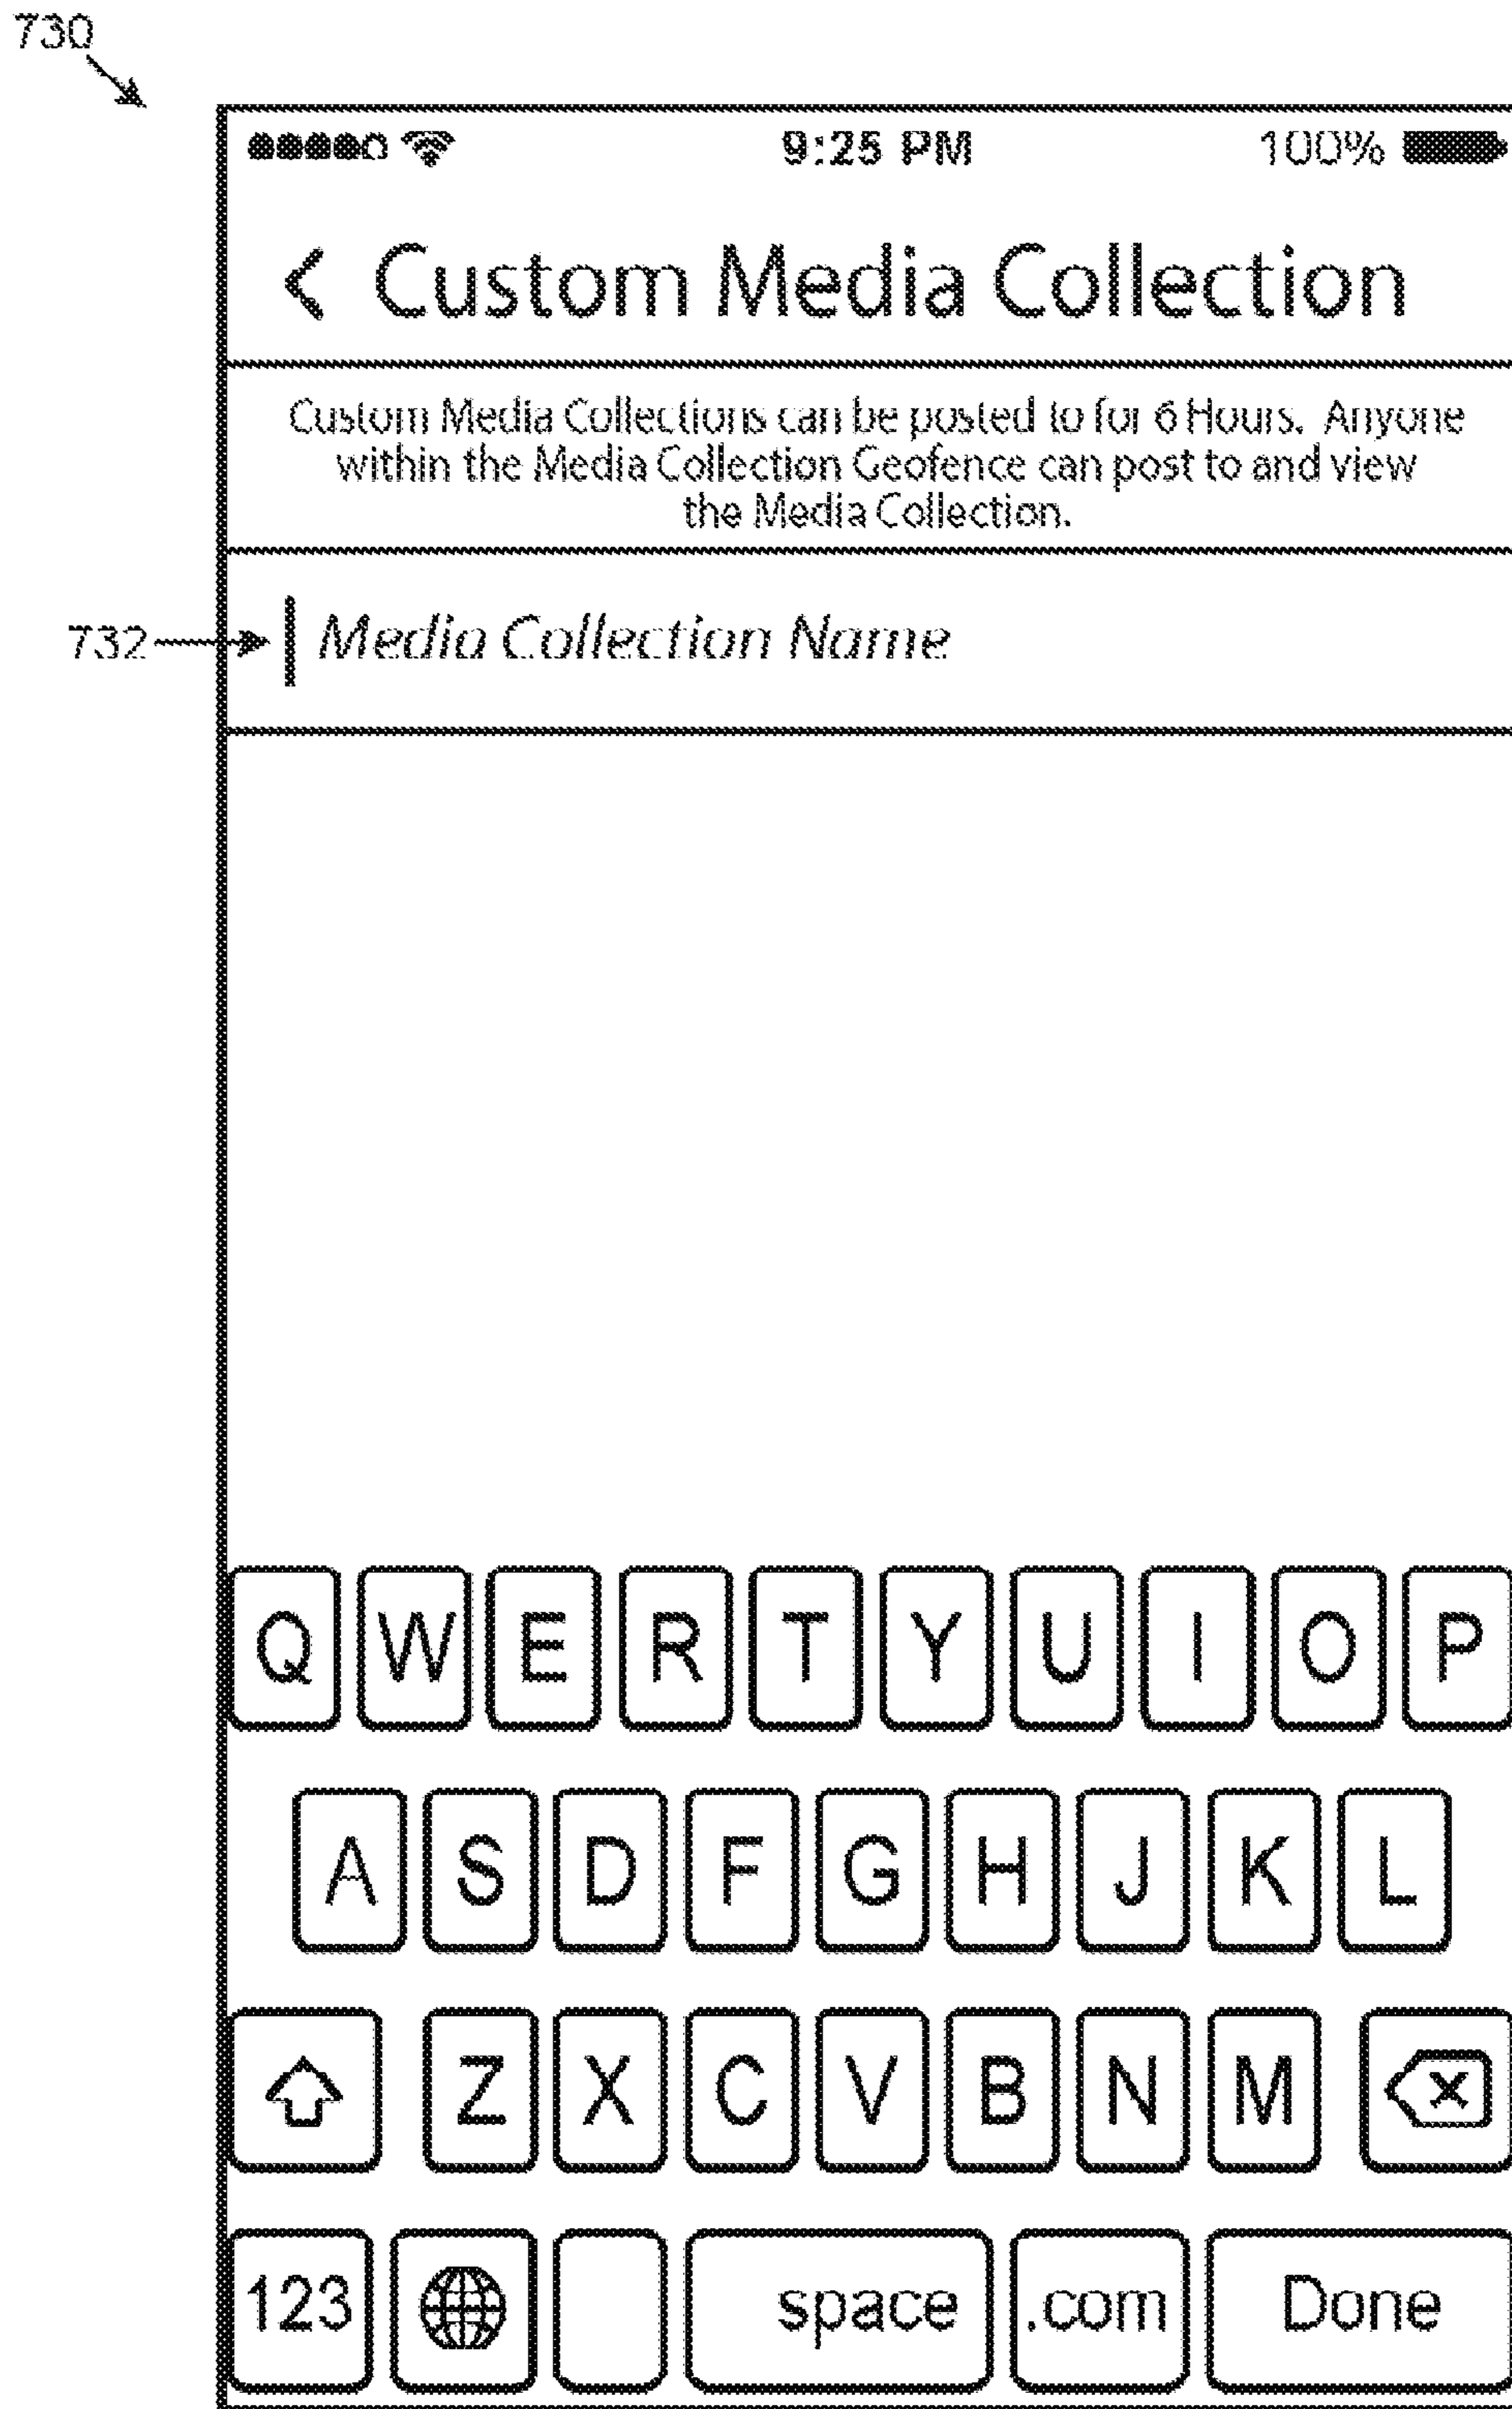 730
9:25 PM 100%
< Custom Media Collection
Custom Media Collections can be posted to for 6 Hours. Anyone
within the Media Collection Geofence can post to and view
the Media Collection.
732 Media Collection Name
Q W E R T Y U I O P
A S D F G H J K L
Z X C V B N M
123 space .com Done